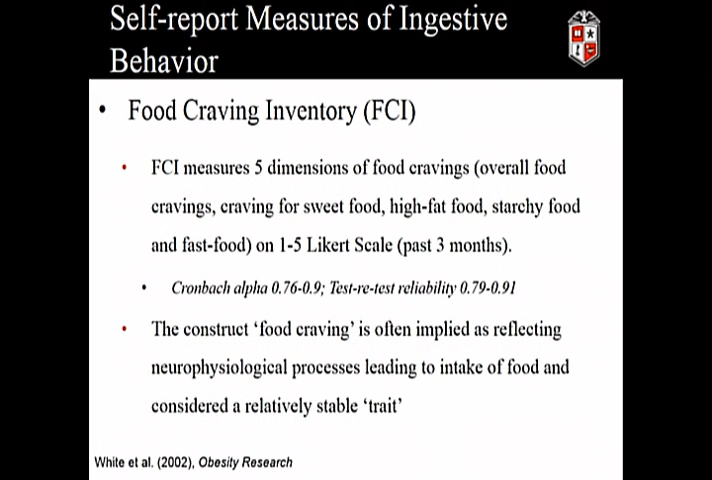 Self-report Measures of Ingestive
Behavior
• Food Craving Inventory (FCI)
• FCI measures 5 dimensions of food cravings (overall food
cravings, craving for sweet food, high-fat food, starchy food
and fast-food) on 1-5 Likert Scale (past 3 months).
• Cronbach alpha 0.76-0.9; Test-re-test reliability 0.79-0.91
• The construct ‘food craving’ is often implied as reflecting
neurophysiological processes leading to intake of food and
considered a relatively stable ‘trait’
White et al. (2002), Obesity Research